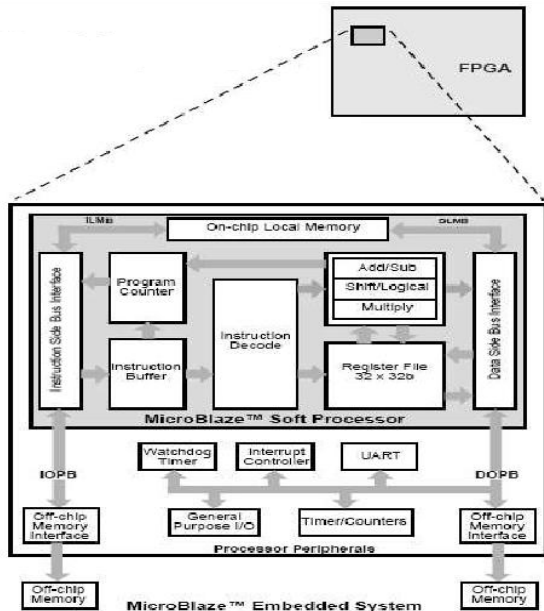 FPGA
ILMB
DLMB
On-chip Local Memory
Instruction Side Bus Interface
Program
Counter
Add/Sub
Shift/Logical
Multiply
Data Side Bus Interface
Instruction
Decode
Instruction
Buffer
Register File
32 x 32b
MicroBlaze™ Soft Processor
Watchdog
Timer
Interrupt
Controller
UART
IOPB
DOPB
Off-chip
Memory
Interface
General
Purpose I/O
Timer/Counters
Off-chip
Memory
Interface
Processor Peripherals
Off-chip
Memory
MicroBlaze™ Embedded System
Off-chip
Memory